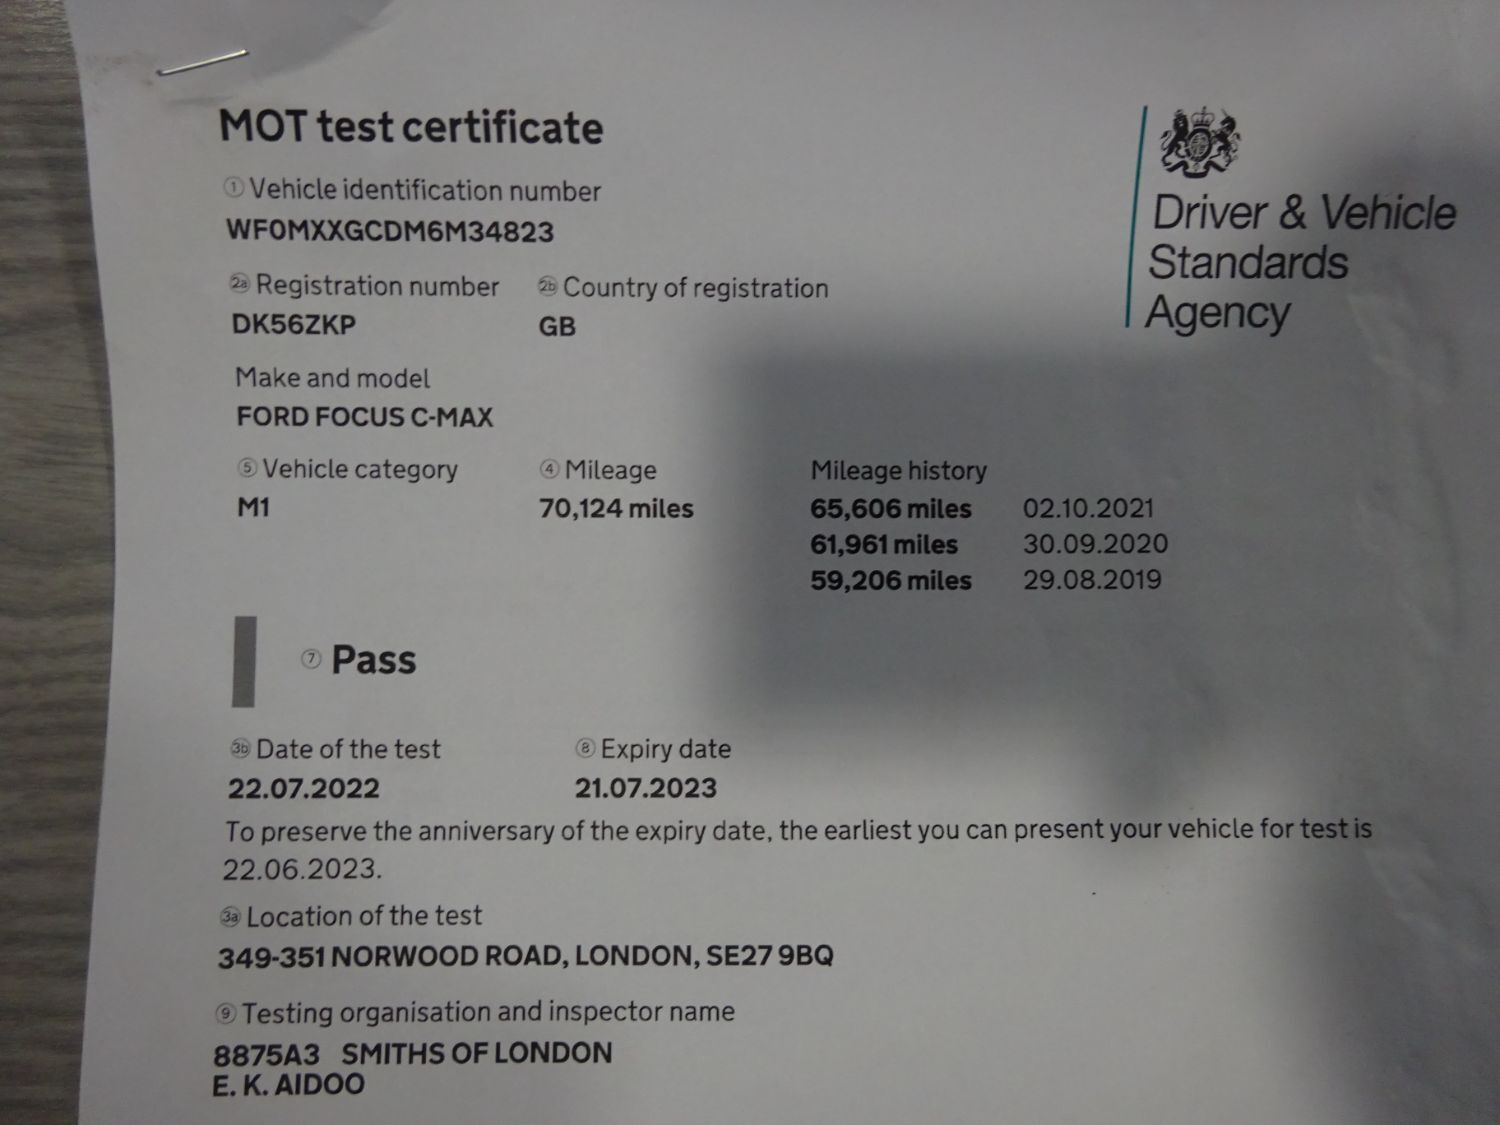 MOT test certificate
① Vehicle identification number
WF0MXXGCDM6M34823
2a Registration number 2b Country of registration
DK56ZKP GB
Make and model
FORD FOCUS C-MAX
⑤ Vehicle category ④ Mileage Mileage history
M1 70,124 miles 65,606 miles 02.10.2021
61,961 miles 30.09.2020
59,206 miles 29.08.2019
⑦ Pass
3b Date of the test ⑧ Expiry date
22.07.2022 21.07.2023
To preserve the anniversary of the expiry date, the earliest you can present your vehicle for test is
22.06.2023.
3a Location of the test
349-351 NORWOOD ROAD, LONDON, SE27 9BQ
⑨ Testing organisation and inspector name
8875A3 SMITHS OF LONDON
E. K. AIDOO
Driver & Vehicle
Standards
Agency